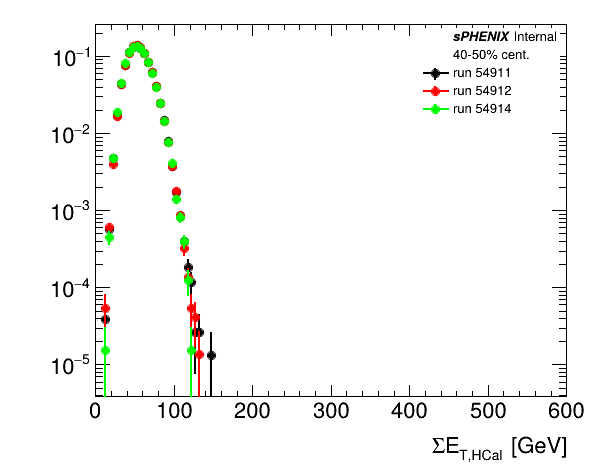 sPHENIX Internal
40-50% cent.
run 54911
run 54912
run 54914
10⁻¹
10⁻²
10⁻³
10⁻⁴
10⁻⁵
0 100 200 300 400 500 600
ΣE_T,HCal [GeV]